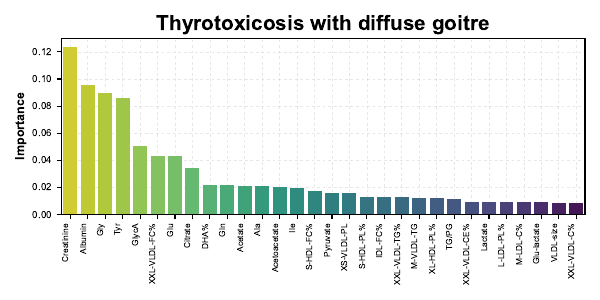 Thyrotoxicosis with diffuse goitre
Importance
0.12
0.10
0.08
0.06
0.04
0.02
0.00
Creatinine
Albumin
Gly
Tyr
GlycA
XXL-VLDL-FC%
Glu
Citrate
DHA%
Gln
Acetate
Ala
Acetoacetate
Ile
S-HDL-FC%
Pyruvate
XS-VLDL-PL
S-HDL-PL%
IDL-FC%
XXL-VLDL-TG%
M-VLDL-TG
XL-HDL-PL%
TG/PG
XXL-VLDL-CE%
Lactate
L-LDL-PL%
M-LDL-C%
Glu-lactate
VLDL-size
XXL-VLDL-C%